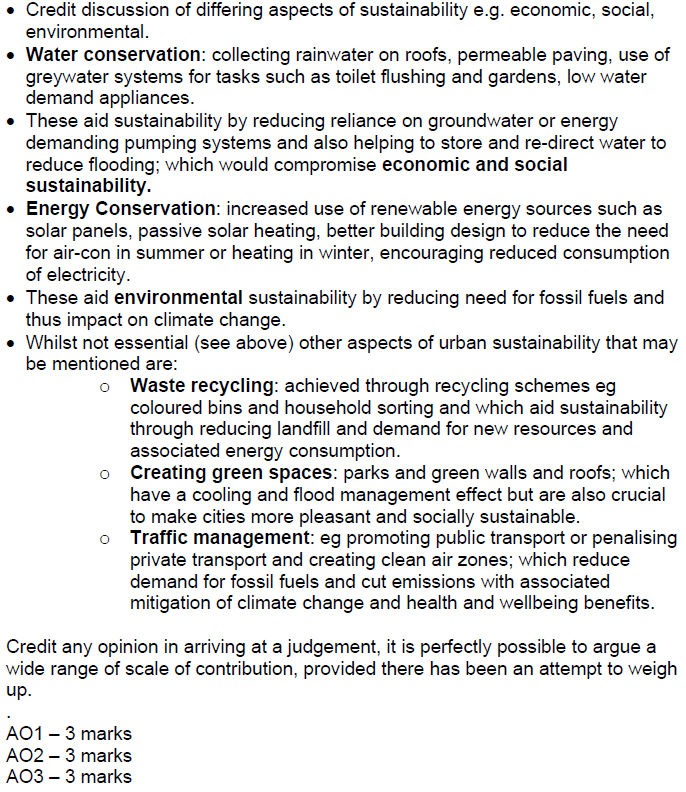 • Credit discussion of differing aspects of sustainability e.g. economic, social,
environmental.
• Water conservation: collecting rainwater on roofs, permeable paving, use of
greywater systems for tasks such as toilet flushing and gardens, low water
demand appliances.
• These aid sustainability by reducing reliance on groundwater or energy
demanding pumping systems and also helping to store and re-direct water to
reduce flooding; which would compromise economic and social
sustainability.
• Energy Conservation: increased use of renewable energy sources such as
solar panels, passive solar heating, better building design to reduce the need
for air-con in summer or heating in winter, encouraging reduced consumption
of electricity.
• These aid environmental sustainability by reducing need for fossil fuels and
thus impact on climate change.
• Whilst not essential (see above) other aspects of urban sustainability that may
be mentioned are:
o Waste recycling: achieved through recycling schemes eg
coloured bins and household sorting and which aid sustainability
through reducing landfill and demand for new resources and
associated energy consumption.
o Creating green spaces: parks and green walls and roofs; which
have a cooling and flood management effect but are also crucial
to make cities more pleasant and socially sustainable.
o Traffic management: eg promoting public transport or penalising
private transport and creating clean air zones; which reduce
demand for fossil fuels and cut emissions with associated
mitigation of climate change and health and wellbeing benefits.
Credit any opinion in arriving at a judgement, it is perfectly possible to argue a
wide range of scale of contribution, provided there has been an attempt to weigh
up.
.
AO1 – 3 marks
AO2 – 3 marks
AO3 – 3 marks